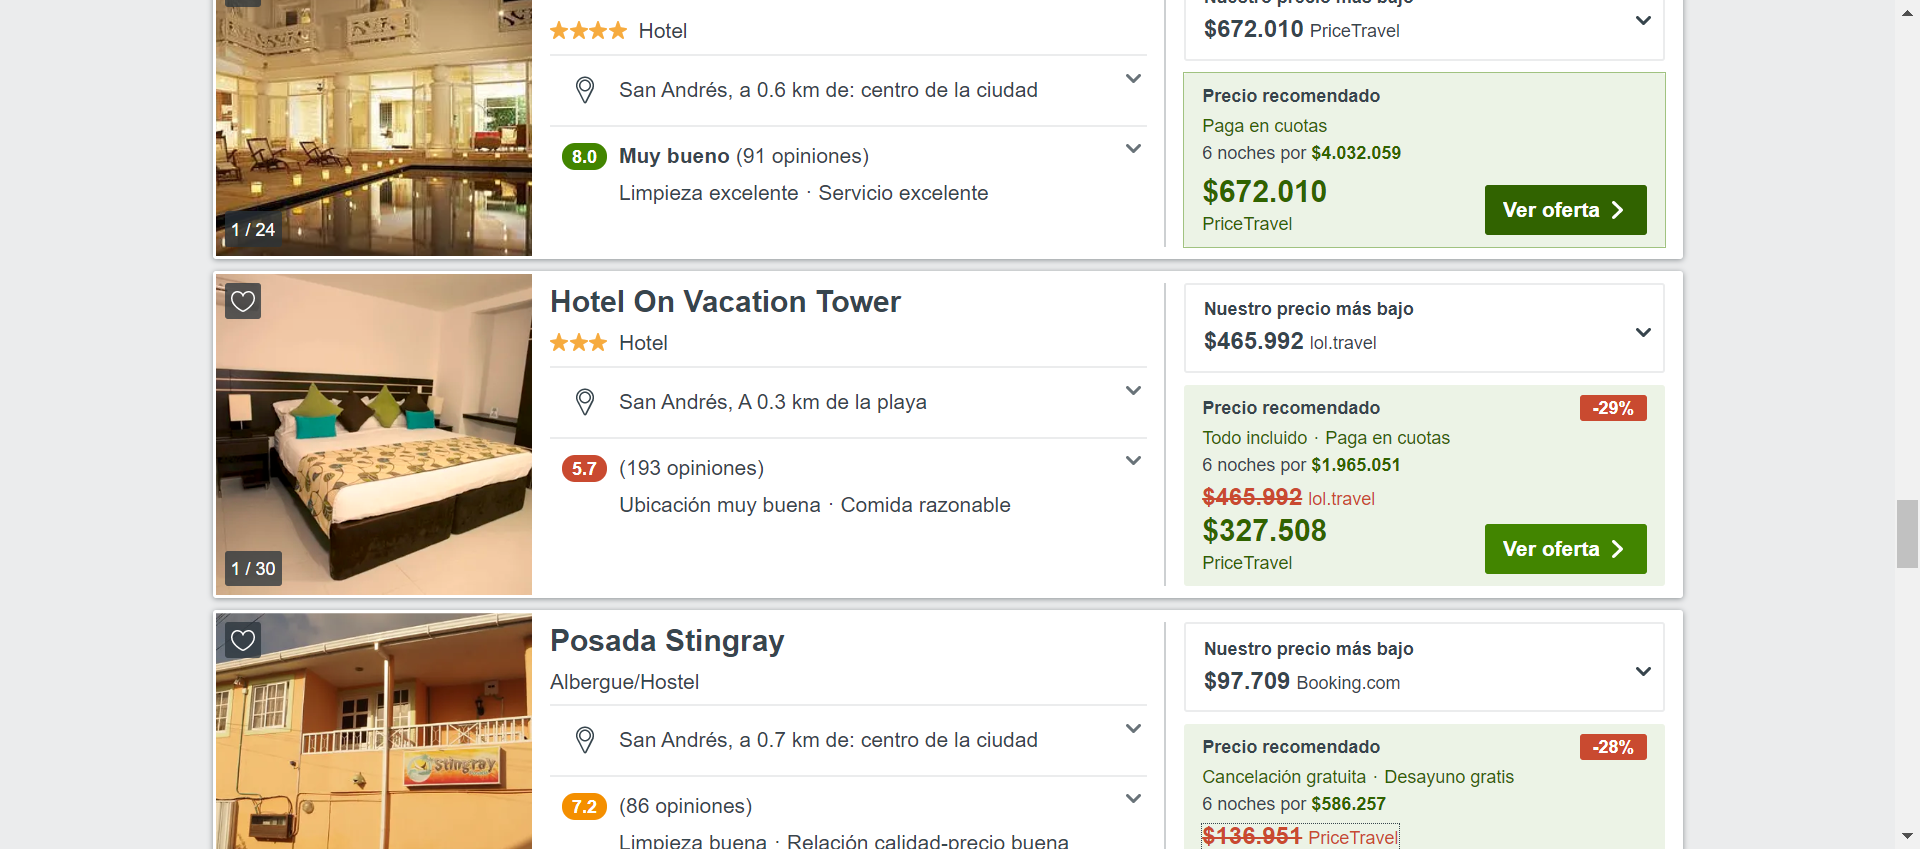 Hotel
San Andrés, a 0.6 km de: centro de la ciudad
8.0 Muy bueno (91 opiniones)
Limpieza excelente · Servicio excelente
1 / 24
Nuestro precio más bajo
$672.010 PriceTravel
Precio recomendado
Paga en cuotas
6 noches por $4.032.059
$672.010
PriceTravel
Ver oferta
Hotel On Vacation Tower
Hotel
San Andrés, A 0.3 km de la playa
5.7 (193 opiniones)
Ubicación muy buena · Comida razonable
1 / 30
Nuestro precio más bajo
$465.992 lol.travel
Precio recomendado -29%
Todo incluido · Paga en cuotas
6 noches por $1.965.051
$465.992 lol.travel
$327.508
PriceTravel
Ver oferta
Posada Stingray
Albergue/Hostel
San Andrés, a 0.7 km de: centro de la ciudad
7.2 (86 opiniones)
Limpieza buena · Relación calidad-precio buena
Stingray
Nuestro precio más bajo
$97.709 Booking.com
Precio recomendado -28%
Cancelación gratuita · Desayuno gratis
6 noches por $586.257
$136.951 PriceTravel